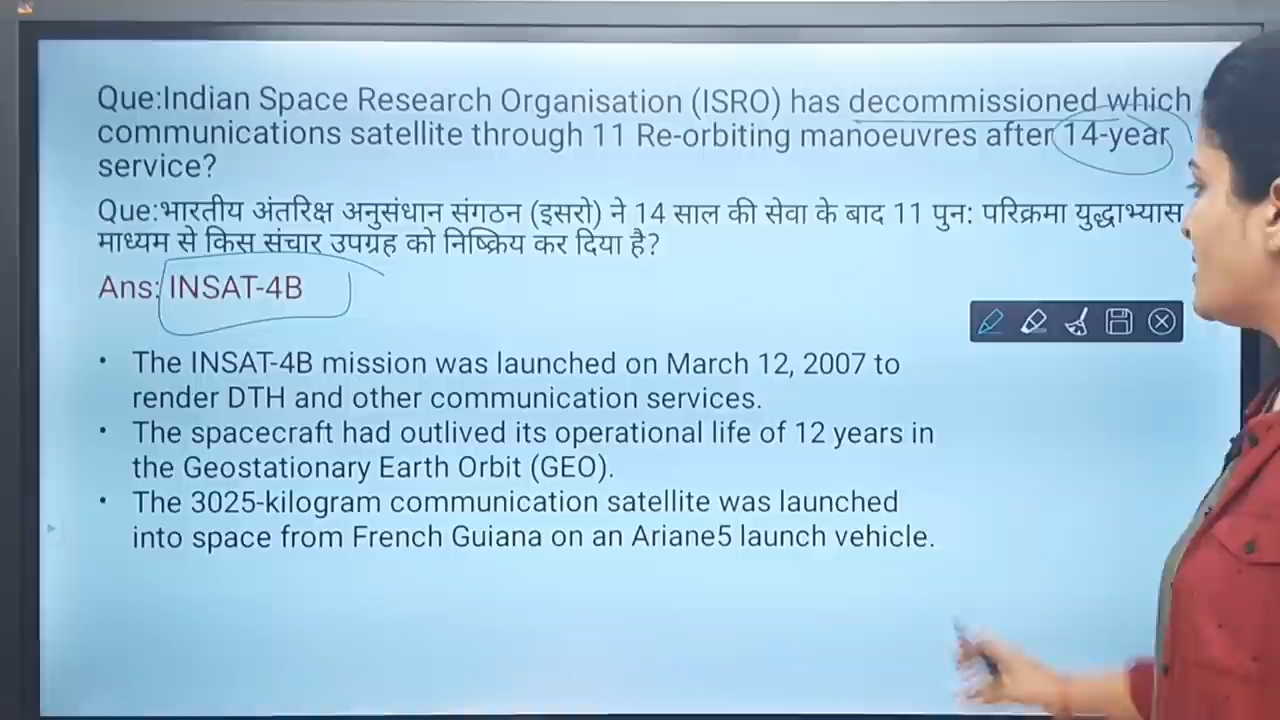 Que:Indian Space Research Organisation (ISRO) has decommissioned which
communications satellite through 11 Re-orbiting manoeuvres after 14-year
service?
Que:भारतीय अंतरिक्ष अनुसंधान संगठन (इसरो) ने 14 साल की सेवा के बाद 11 पुन: परिक्रमा युद्धाभ्यास
माध्यम से किस संचार उपग्रह को निष्क्रिय कर दिया है?
Ans: INSAT-4B
• The INSAT-4B mission was launched on March 12, 2007 to
render DTH and other communication services.
• The spacecraft had outlived its operational life of 12 years in
the Geostationary Earth Orbit (GEO).
• The 3025-kilogram communication satellite was launched
into space from French Guiana on an Ariane5 launch vehicle.